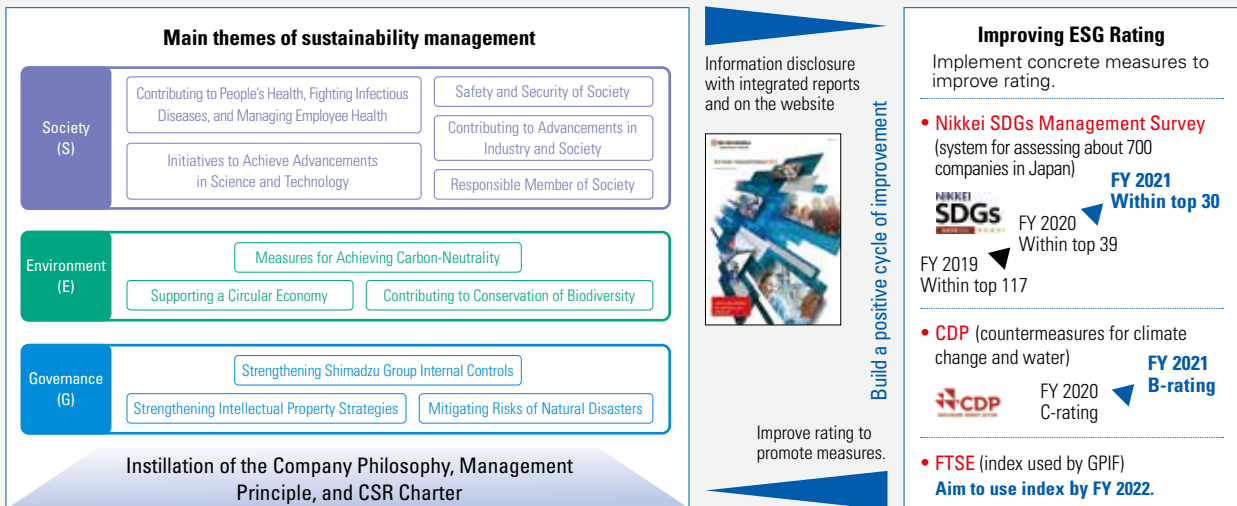 Main themes of sustainability management
Society
(S)
Contributing to People's Health, Fighting Infectious
Diseases, and Managing Employee Health
Initiatives to Achieve Advancements
in Science and Technology
Safety and Security of Society
Contributing to Advancements in
Industry and Society
Responsible Member of Society
Environment
(E)
Measures for Achieving Carbon-Neutrality
Supporting a Circular Economy
Contributing to Conservation of Biodiversity
Governance
(G)
Strengthening Shimadzu Group Internal Controls
Strengthening Intellectual Property Strategies
Mitigating Risks of Natural Disasters
Instillation of the Company Philosophy, Management
Principle, and CSR Charter
Information disclosure
with integrated reports
and on the website
Build a positive cycle of improvement
Improve rating to
promote measures.
Improving ESG Rating
Implement concrete measures to
improve rating.
• Nikkei SDGs Management Survey
(system for assessing about 700
companies in Japan)
FY 2021
Within top 30
NIKKEI
SDGs
FY 2020
Within top 39
FY 2019
Within top 117
• CDP (countermeasures for climate
change and water)
FY 2021
B-rating
CDP
FY 2020
C-rating
• FTSE (index used by GPIF)
Aim to use index by FY 2022.